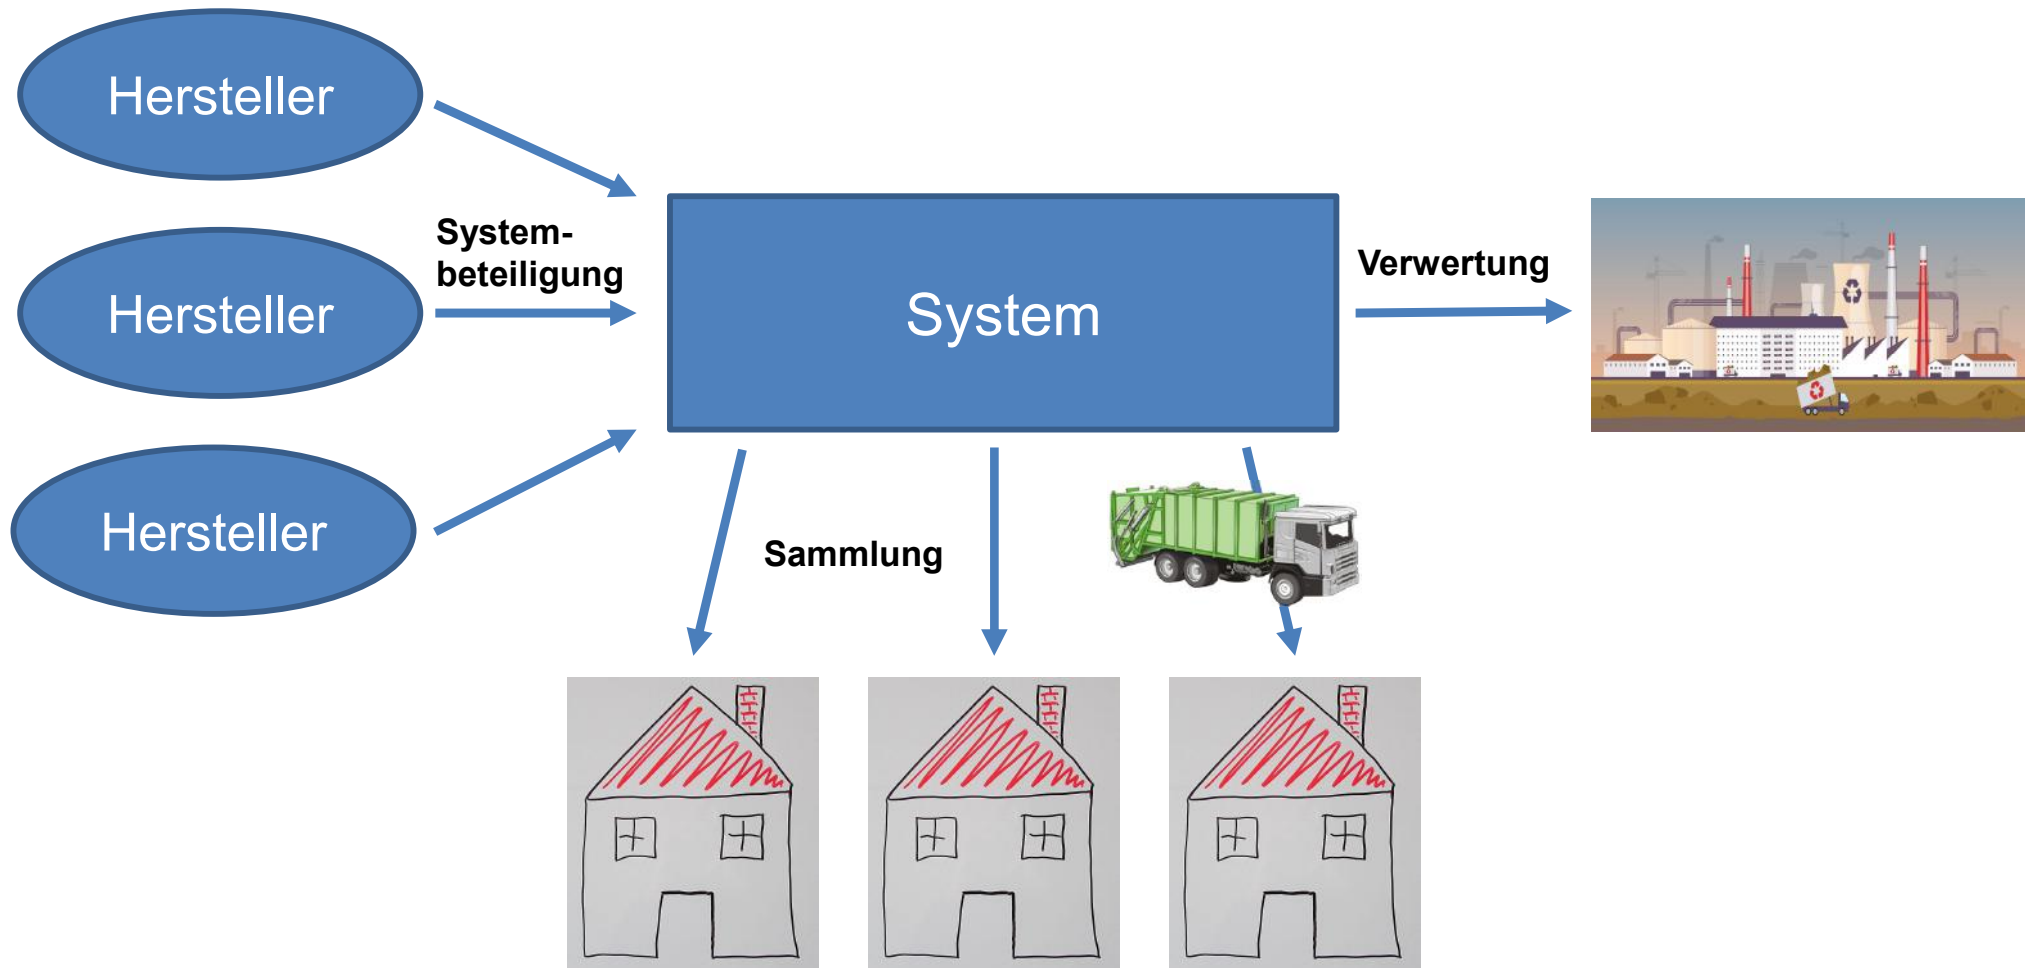 Hersteller
System-
beteiligung
Hersteller
System
Verwertung
Hersteller
Sammlung